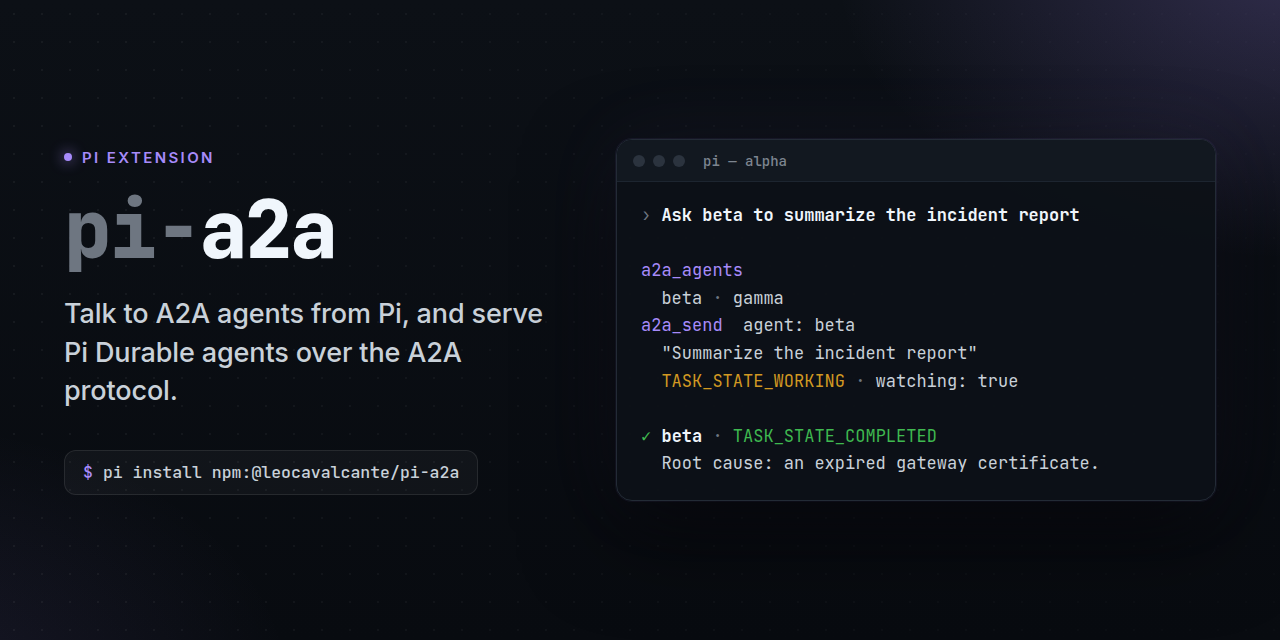 PI EXTENSION
pi-a2a
Talk to A2A agents from Pi, and serve
Pi Durable agents over the A2A
protocol.
$ pi install npm:@leocavalcante/pi-a2a
pi — alpha
› Ask beta to summarize the incident report
a2a_agents
beta · gamma
a2a_send agent: beta
"Summarize the incident report"
TASK_STATE_WORKING · watching: true
✓ beta · TASK_STATE_COMPLETED
Root cause: an expired gateway certificate.